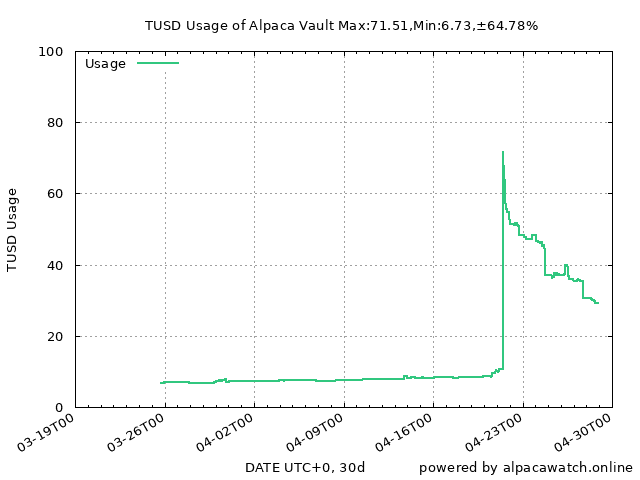 TUSD Usage of Alpaca Vault Max:71.51,Min:6.73,±64.78%
Usage
TUSD Usage
100
80
60
40
20
0
03-19T00
03-26T00
04-02T00
04-09T00
04-16T00
04-23T00
04-30T00
DATE UTC+0, 30d
powered by alpacawatch.online